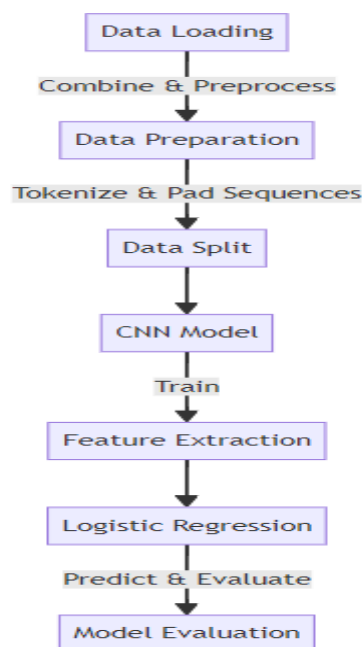 Data Loading
Combine & Preprocess
Data Preparation
Tokenize & Pad Sequences
Data Split
CNN Model
Train
Feature Extraction
Logistic Regression
Predict & Evaluate
Model Evaluation